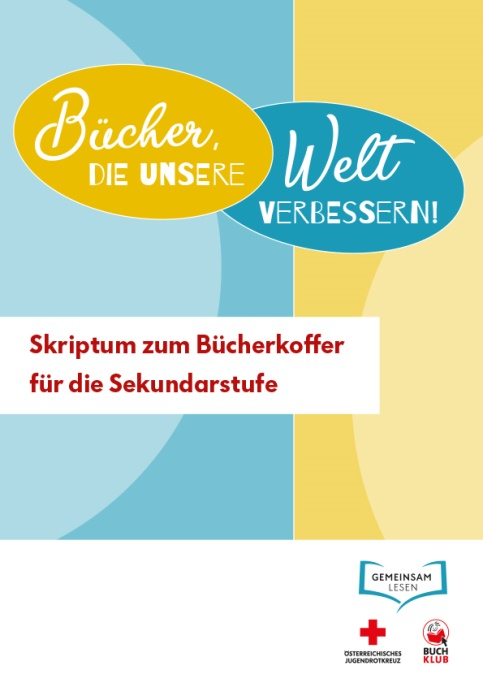 Bücher,
DIE UNSERE
Welt
VERBESSERN!
Skriptum zum Bücherkoffer
für die Sekundarstufe
GEMEINSAM
LESEN
ÖSTERREICHISCHES
JUGENDROTKREUZ
BUCH
KLUB